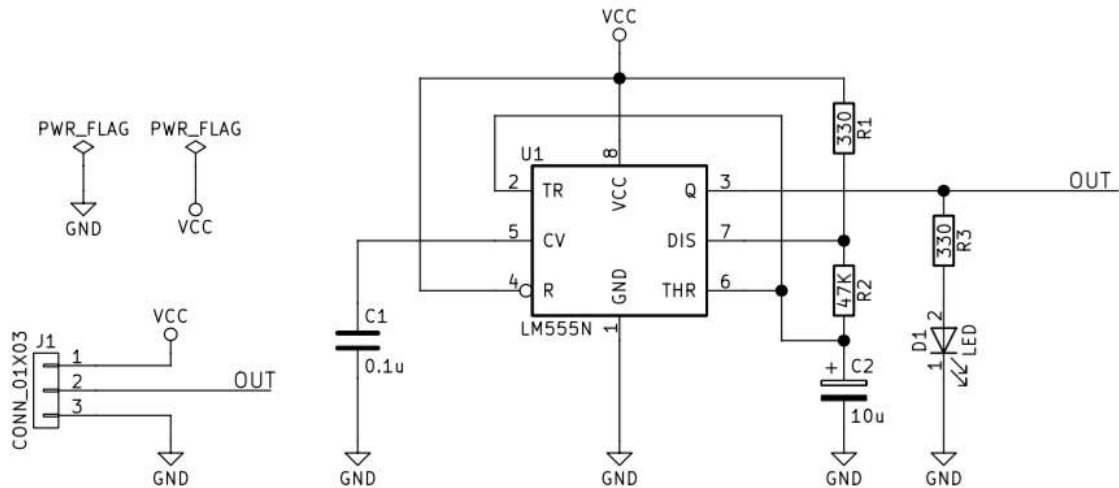 VCC
PWR_FLAG PWR_FLAG
GND VCC
U1
8
VCC
2 TR
Q 3
OUT
5 CV
DIS 7
4 R
THR 6
GND
1
LM555N
330 R1
47K R2
330 R3
C1
0.1u
+ C2
10u
D1 2 LED
1
J1
VCC
1
2 OUT
3
CONN_01X03
GND
GND
GND
GND
GND